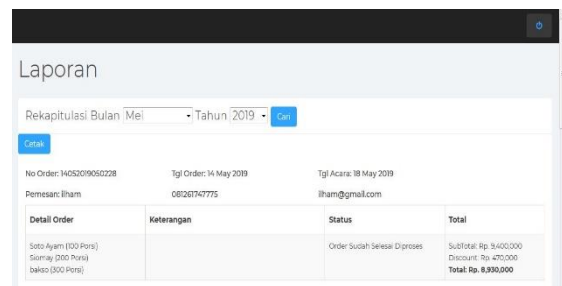 Laporan
Rekapitulasi Bulan Mei Tahun 2019 Cari
Cetak
No Order: 14052019050228 Tgl Order: 14 May 2019 Tgl Acara: 18 May 2019
Pemesan: ilham 081261747775 ilham@gmail.com
Detail Order Keterangan Status Total
Soto Ayam (100 Porsi) Order Sudah Selesai Diproses SubTotal: Rp. 9,400,000
Siomay (200 Porsi) Discount: Rp. 470,000
bakso (300 Porsi) Total: Rp. 8,930,000